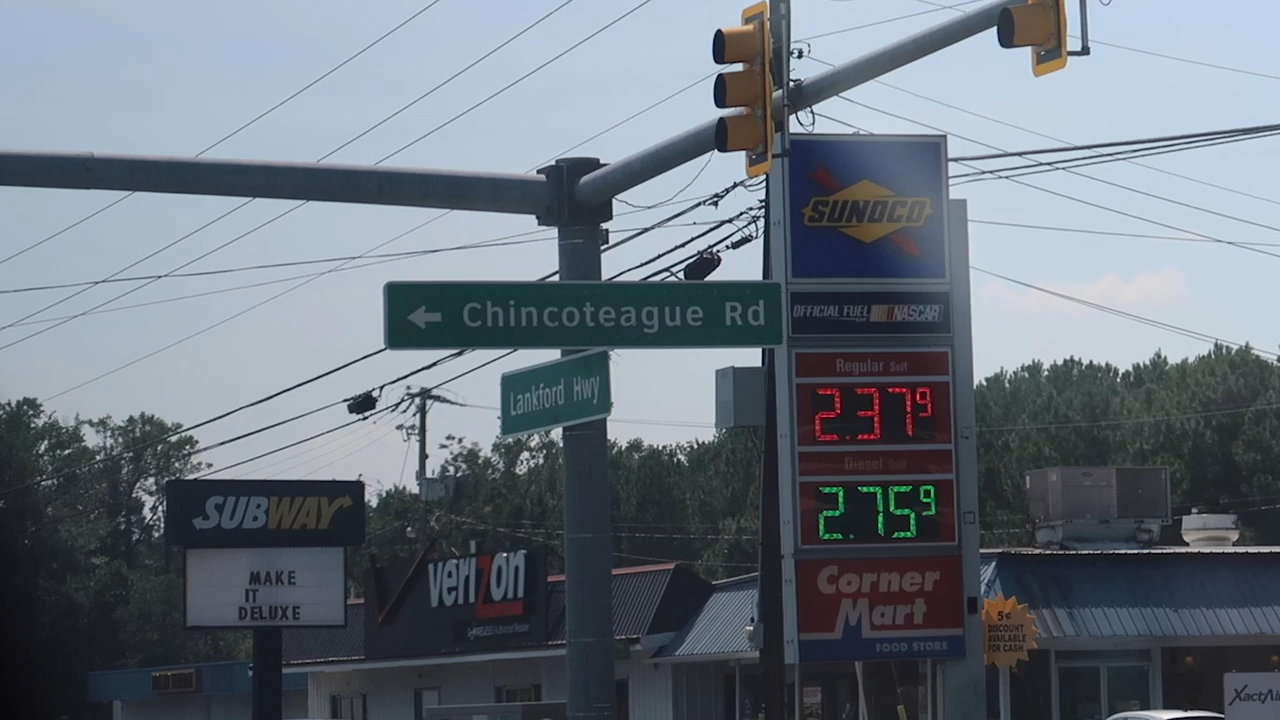 SUNOCO
OFFICIAL FUEL NASCAR
Regular Self
2.37 9
Diesel Self
2.75 9
Corner
Mart
FOOD STORE
← Chincoteague Rd
Lankford Hwy
SUBWAY
MAKE
IT
DELUXE
verizon
5¢
DISCOUNT
AVAILABLE
FOR CASH